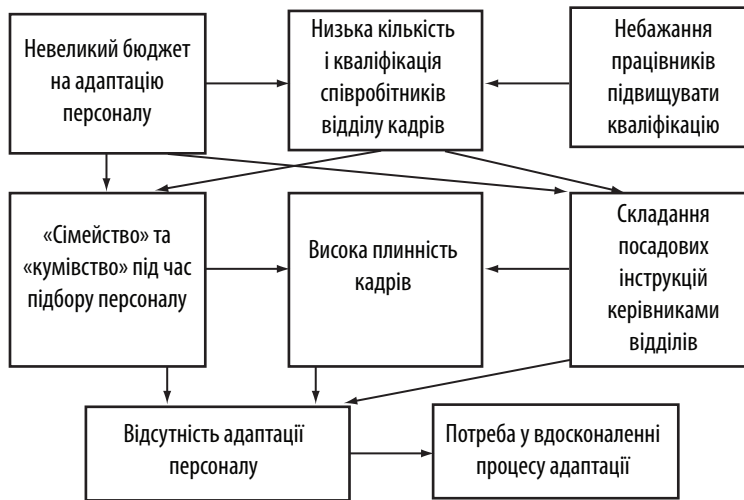 Невеликий бюджет
на адаптацію
персоналу
Низька кількість
і кваліфікація
співробітників
відділу кадрів
Небажання
працівників
підвищувати
кваліфікацію
«Сімейство» та
«кумівство» під час
підбору персоналу
Висока плинність
кадрів
Складання
посадових
інструкцій
керівниками
відділів
Відсутність адаптації
персоналу
Потреба у вдосконаленні
процесу адаптації